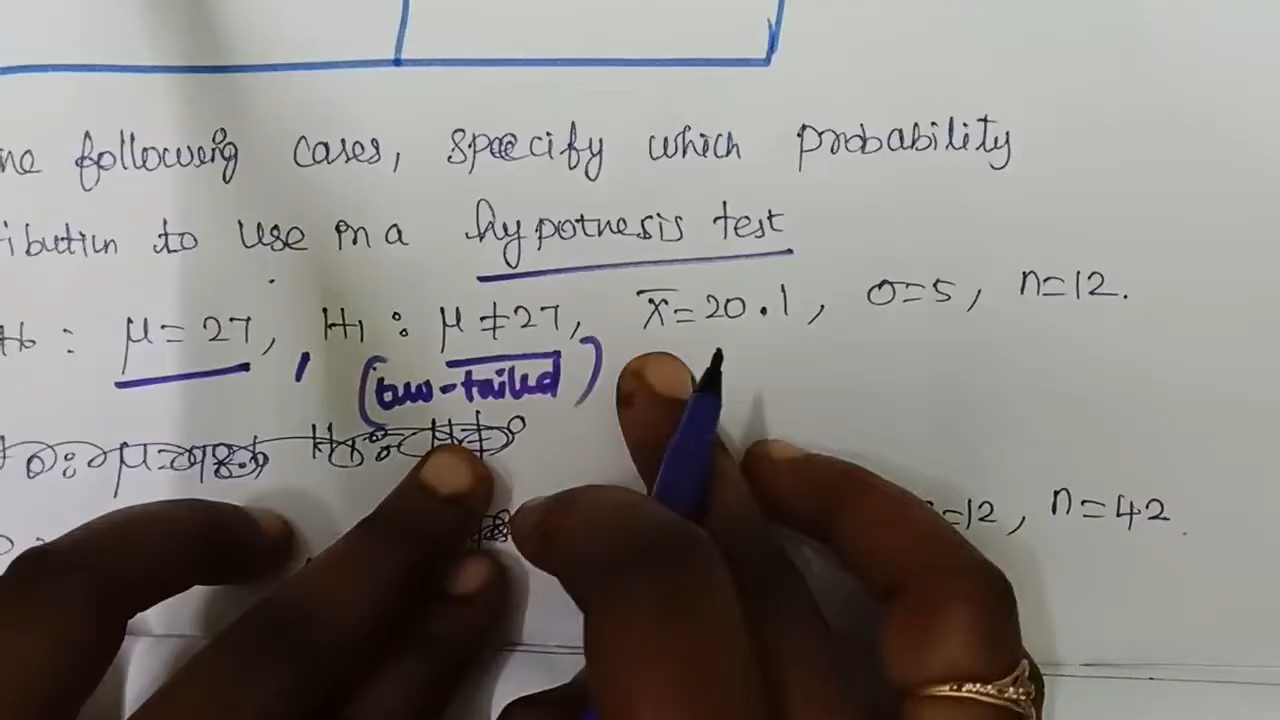 ne following cases, specify which probability
ibution to use in a hypothesis test
H₀ : μ = 27, H₁ : μ ≠ 27, x̄ = 20.1, σ=5, n=12.
(two-tailed)
=12, n=42.